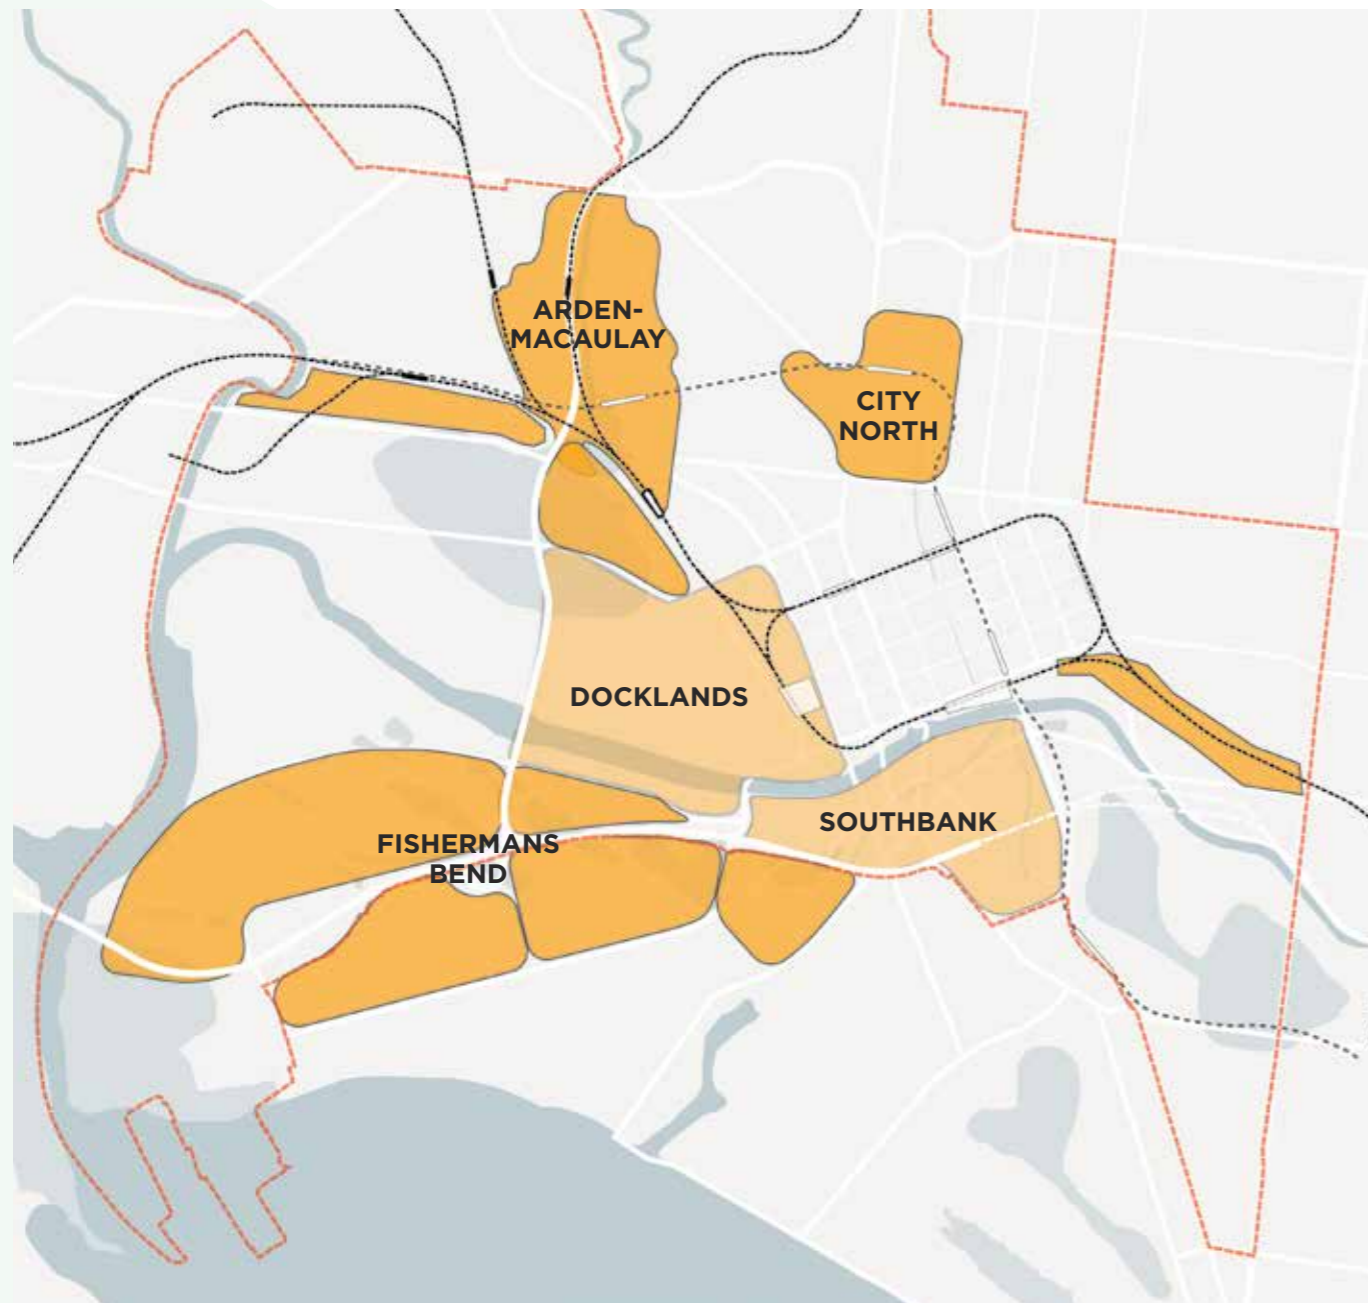 ARDEN-
MACAULAY
CITY
NORTH
DOCKLANDS
SOUTHBANK
FISHERMANS
BEND